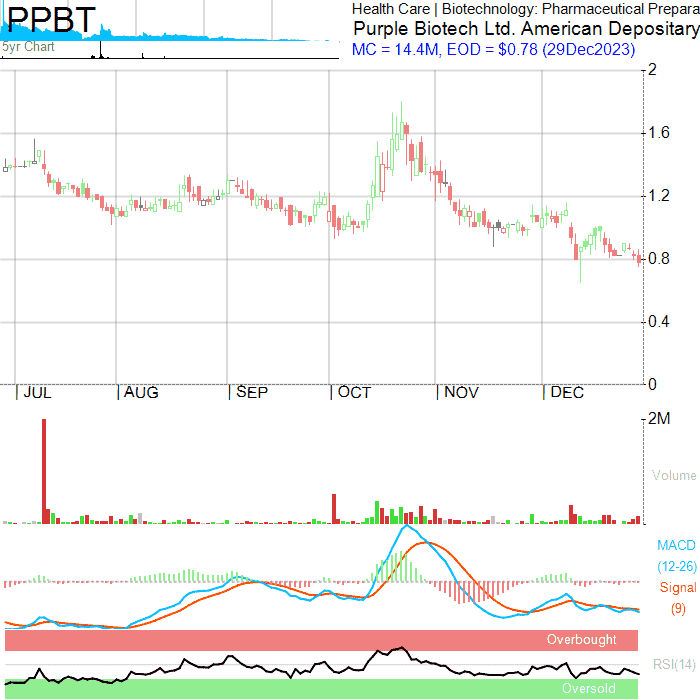 PPBT
5yr Chart
Health Care | Biotechnology: Pharmaceutical Prepara
Purple Biotech Ltd. American Depositary
MC = 14.4M, EOD = $0.78 (29Dec2023)
2
1.6
1.2
0.8
0.4
0
JUL AUG SEP OCT NOV DEC
2M
Volume
MACD
(12-26)
Signal
(9)
Overbought
RSI(14)
Oversold